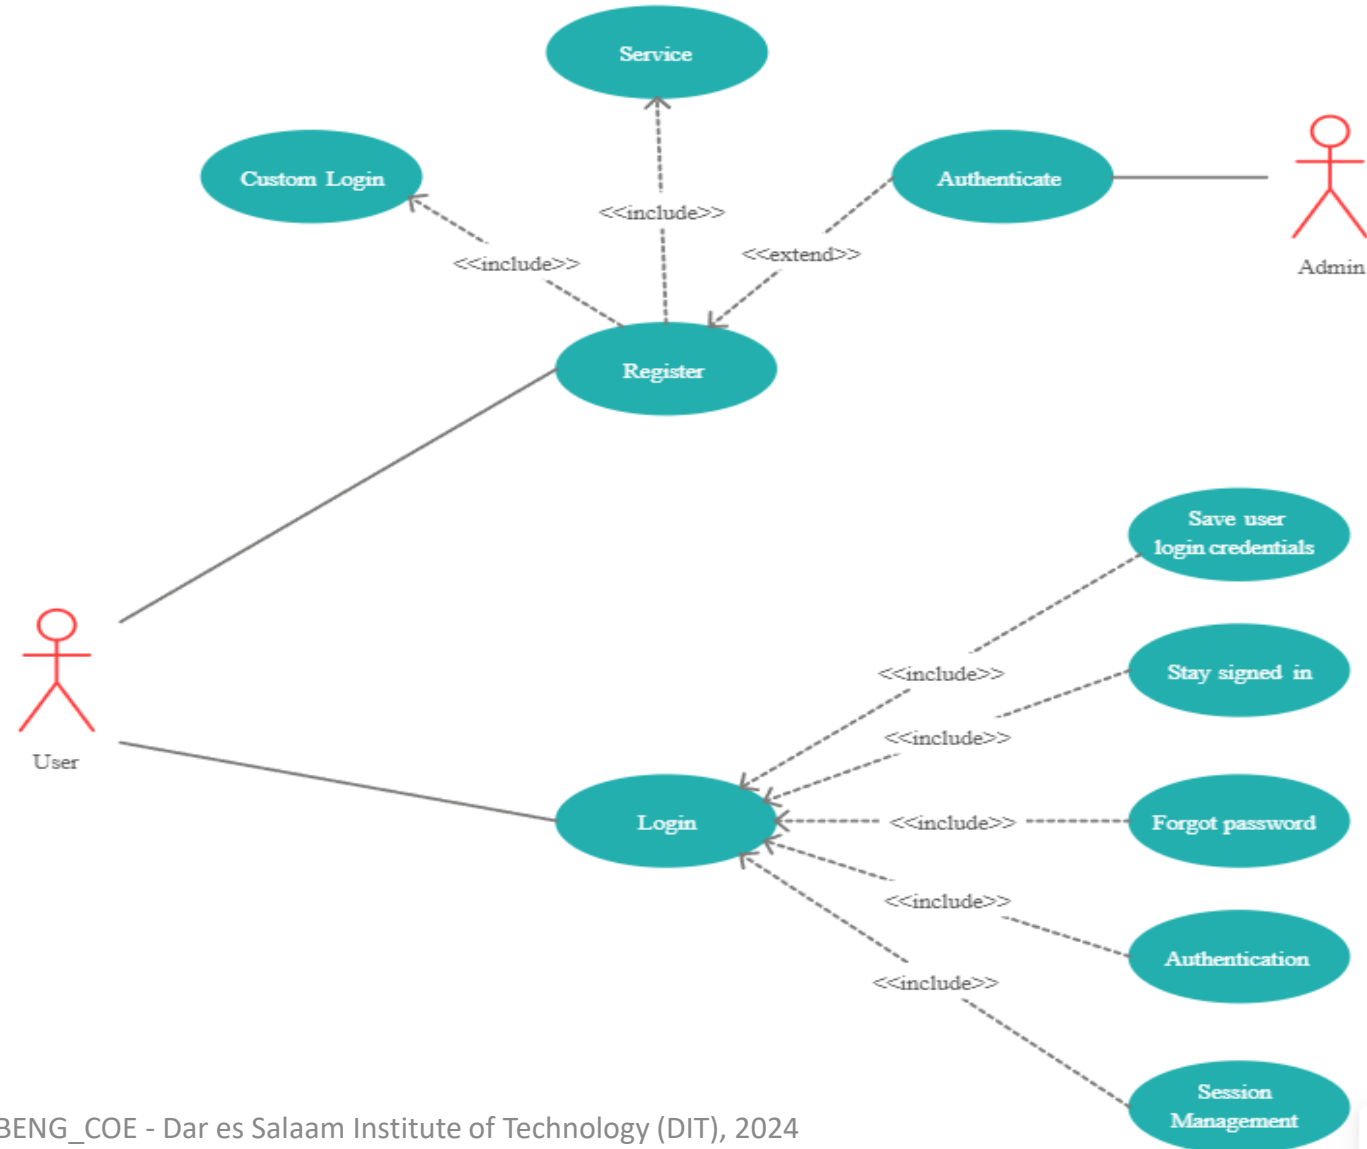 Service
Custom Login
Authenticate
<<include>>
<<extend>>
<<include>>
Admin
Register
Save user
login credentials
<<include>>
Stay signed in
<<include>>
User
Login
<<include>>
Forgot password
<<include>>
Authentication
<<include>>
Session
Management
BENG_COE - Dar es Salaam Institute of Technology (DIT), 2024